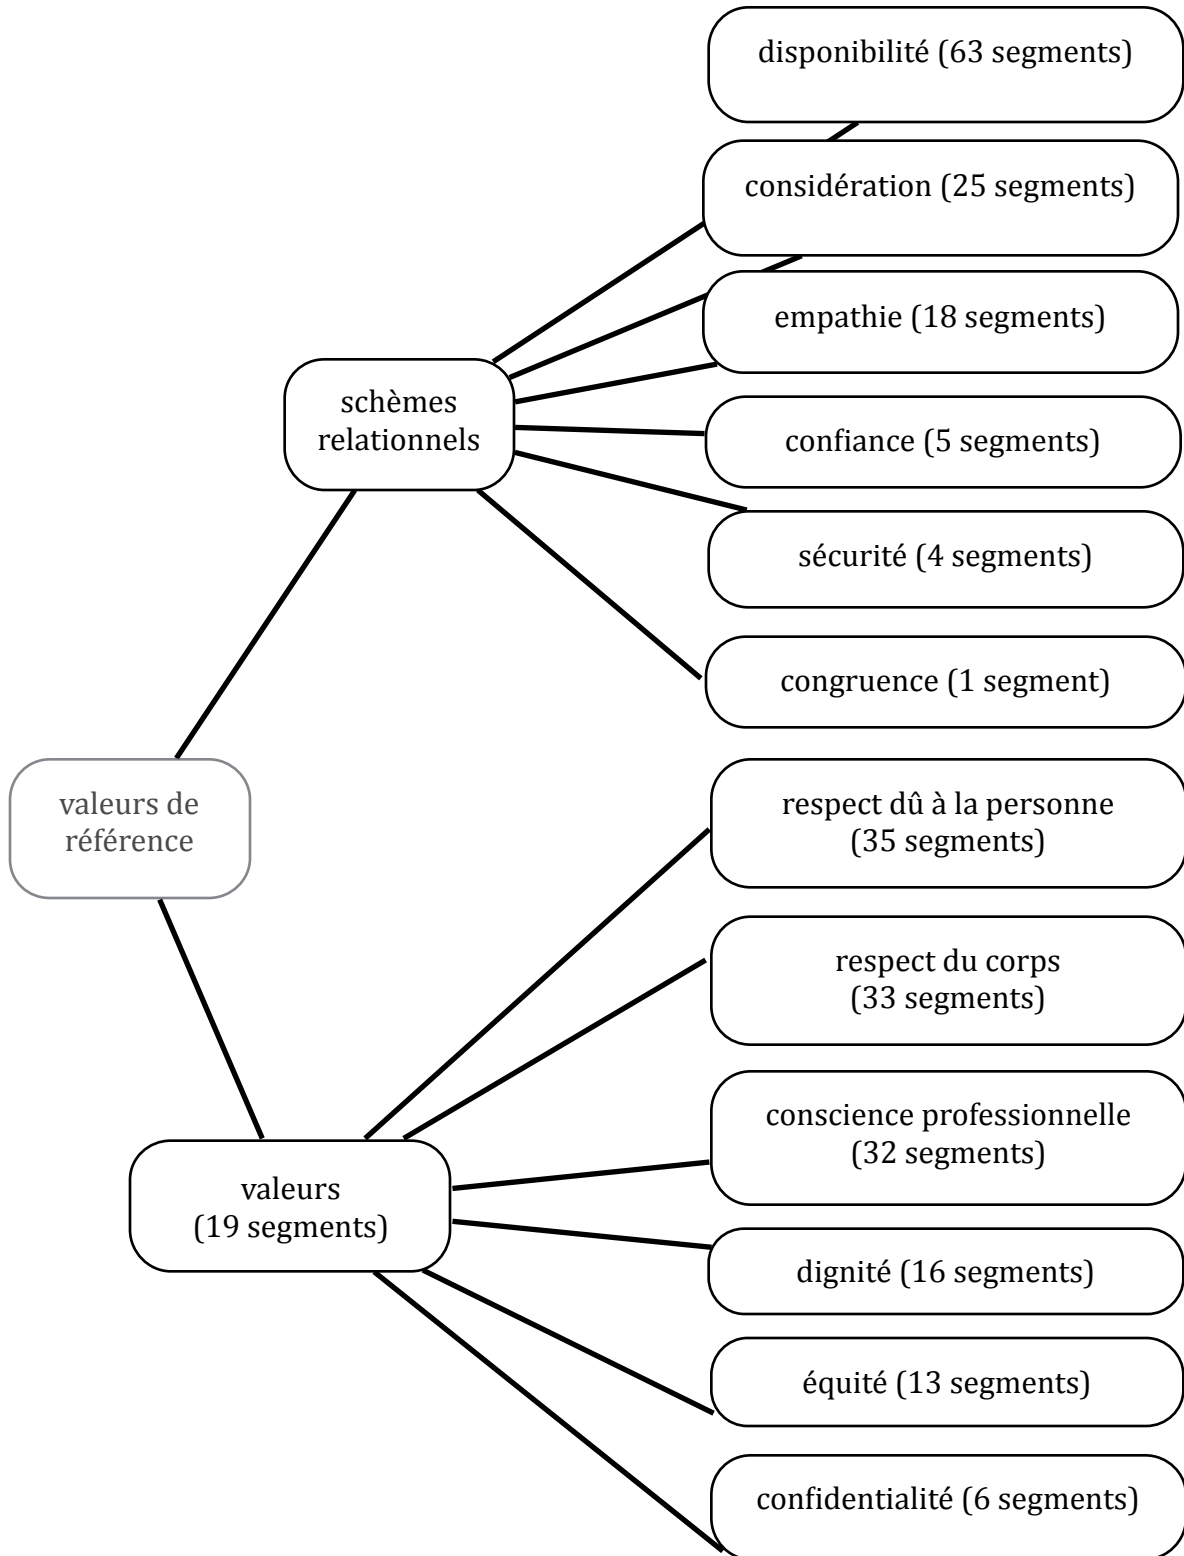 disponibilité (63 segments)
considération (25 segments)
empathie (18 segments)
schèmes
relationnels
confiance (5 segments)
sécurité (4 segments)
congruence (1 segment)
valeurs de
référence
respect dû à la personne
(35 segments)
respect du corps
(33 segments)
conscience professionnelle
(32 segments)
valeurs
(19 segments)
dignité (16 segments)
équité (13 segments)
confidentialité (6 segments)